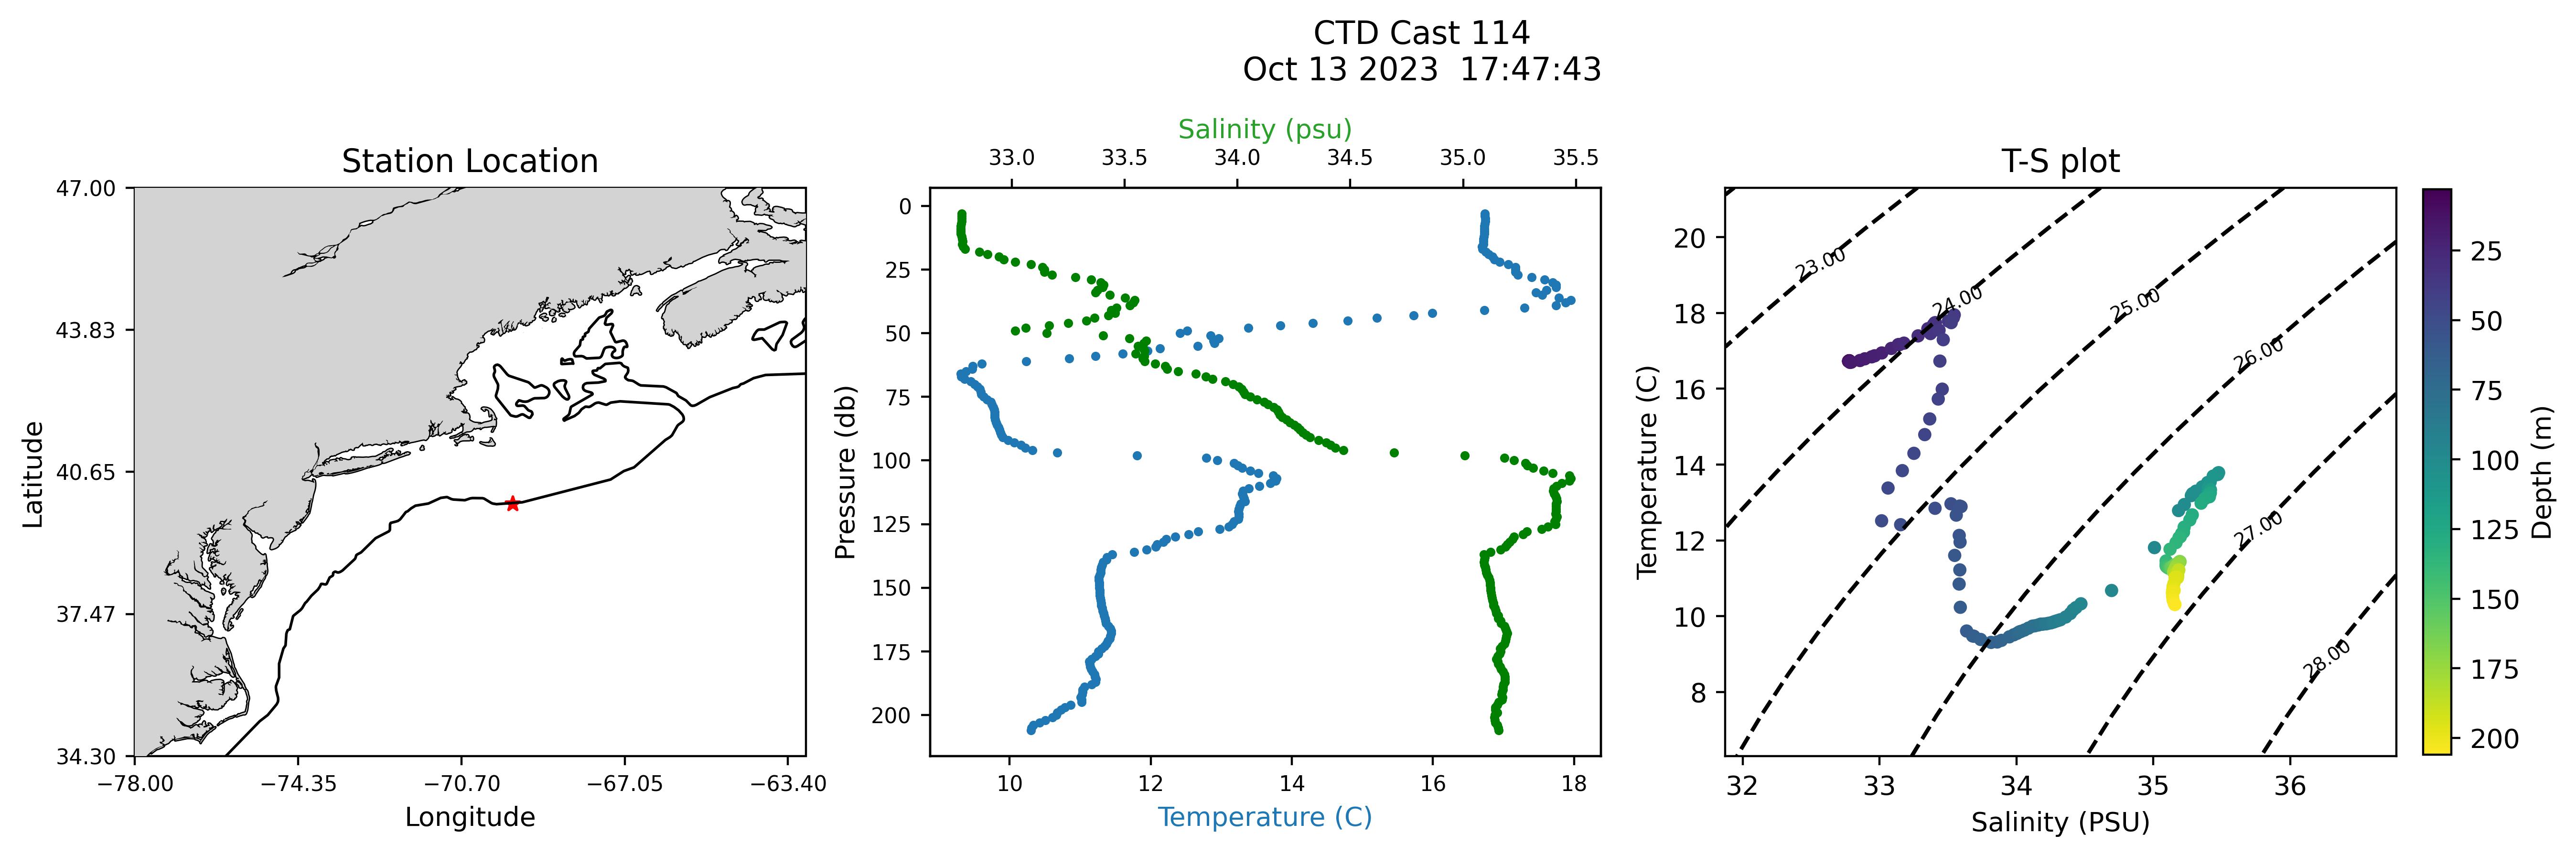 CTD Cast 114
Oct 13 2023  17:47:43
Station Location
47.00
43.83
40.65
37.47
34.30
Latitude
−78.00 −74.35 −70.70 −67.05 −63.40
Longitude
Salinity (psu)
33.0 33.5 34.0 34.5 35.0 35.5
0
25
50
75
100
125
150
175
200
Pressure (db)
10 12 14 16 18
Temperature (C)
T-S plot
20
18
16
14
12
10
8
Temperature (C)
23.00
24.00
25.00
26.00
27.00
28.00
32 33 34 35 36
Salinity (PSU)
25
50
75
100
125
150
175
200
Depth (m)